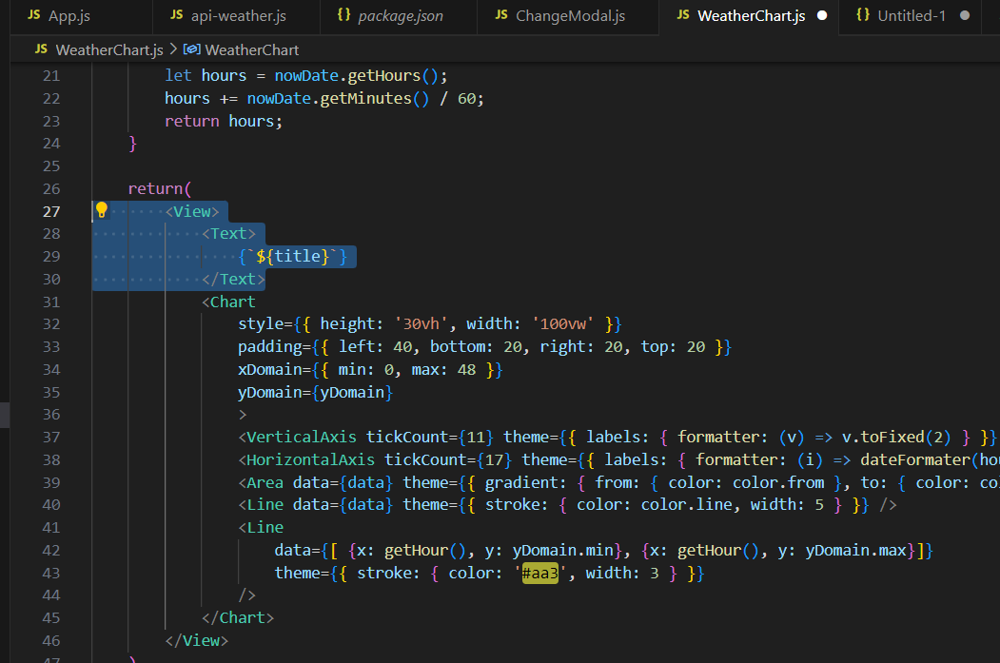 JS App.js JS api-weather.js {} package.json JS ChangeModal.js JS WeatherChart.js ● {} Untitled-1 ●
JS WeatherChart.js > WeatherChart
21 let hours = nowDate.getHours();
22 hours += nowDate.getMinutes() / 60;
23 return hours;
24 }
25
26 return(
27 <View>
28 <Text>
29 {`${title}`}
30 </Text>
31 <Chart
32 style={{ height: '30vh', width: '100vw' }}
33 padding={{ left: 40, bottom: 20, right: 20, top: 20 }}
34 xDomain={{ min: 0, max: 48 }}
35 yDomain={yDomain}
36 >
37 <VerticalAxis tickCount={11} theme={{ labels: { formatter: (v) => v.toFixed(2) } }}
38 <HorizontalAxis tickCount={17} theme={{ labels: { formatter: (i) => dateFormater(ho
39 <Area data={data} theme={{ gradient: { from: { color: color.from }, to: { color: co
40 <Line data={data} theme={{ stroke: { color: color.line, width: 5 } }} />
41 <Line
42 data={[ {x: getHour(), y: yDomain.min}, {x: getHour(), y: yDomain.max}]}
43 theme={{ stroke: { color: '#aa3', width: 3 } }}
44 />
45 </Chart>
46 </View>
47 )